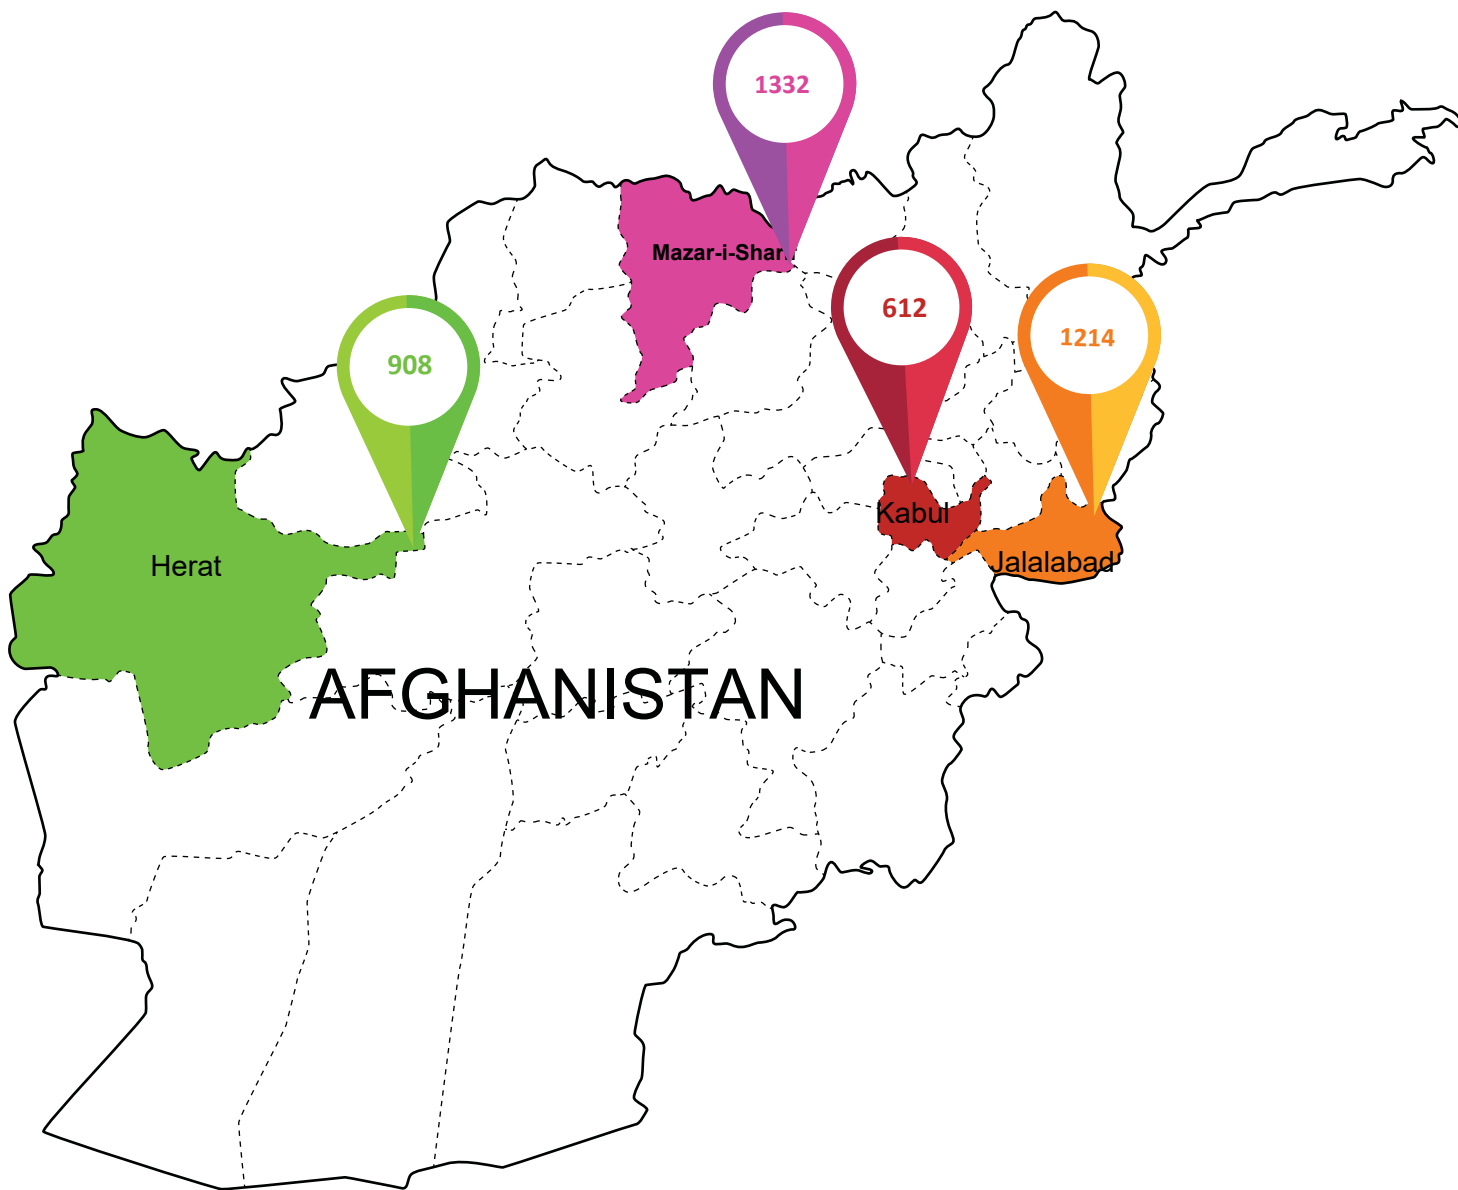 1332
Mazar-i-Shar
612
1214
908
Kabul
Herat
Jalalabad
AFGHANISTAN